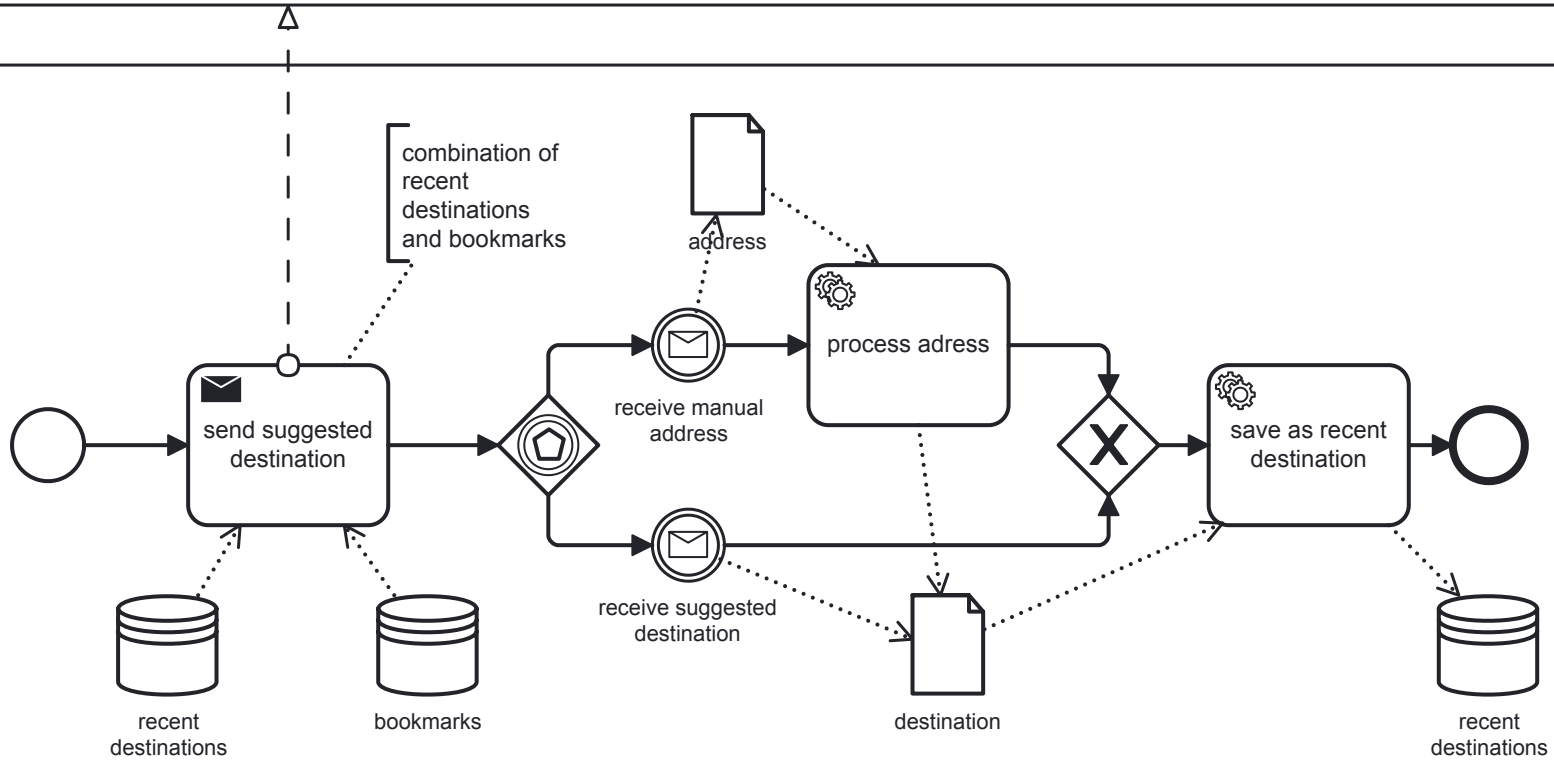 combination of
recent
destinations
and bookmarks
address
process adress
send suggested
destination
receive manual
address
save as recent
destination
receive suggested
destination
recent
destinations
bookmarks
destination
recent
destinations